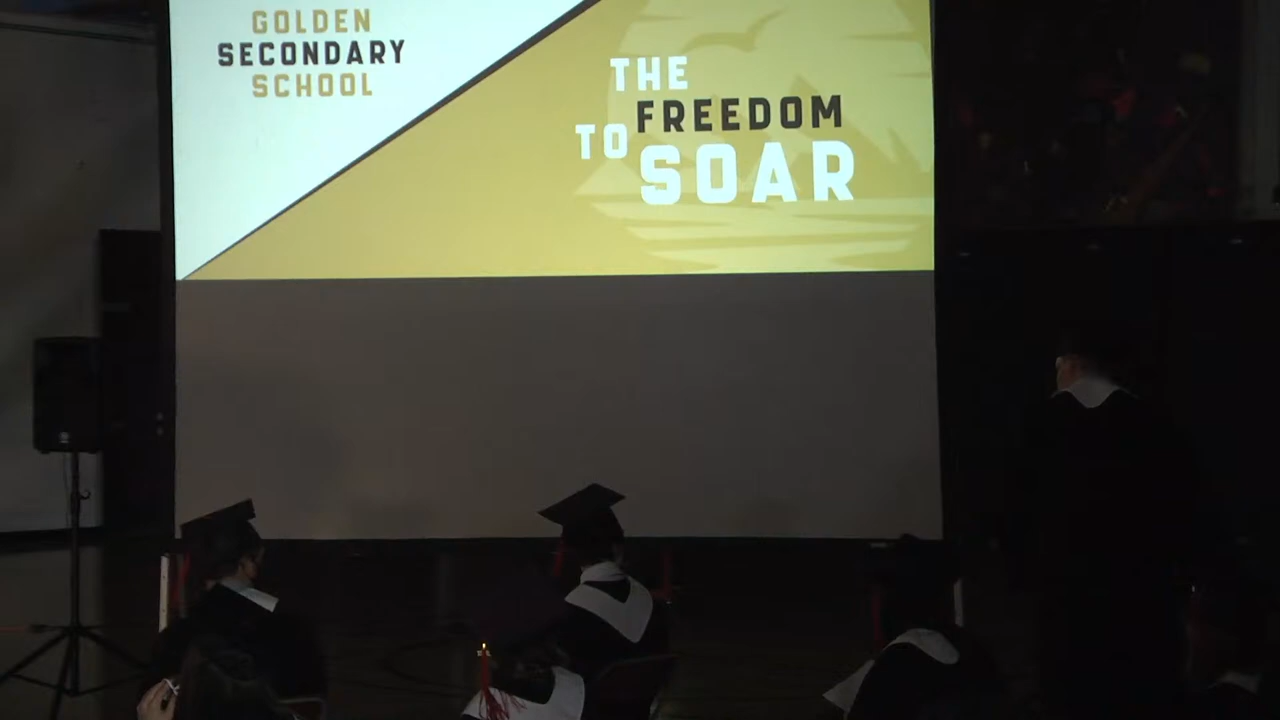 GOLDEN
SECONDARY
SCHOOL
THE
FREEDOM
TO
SOAR